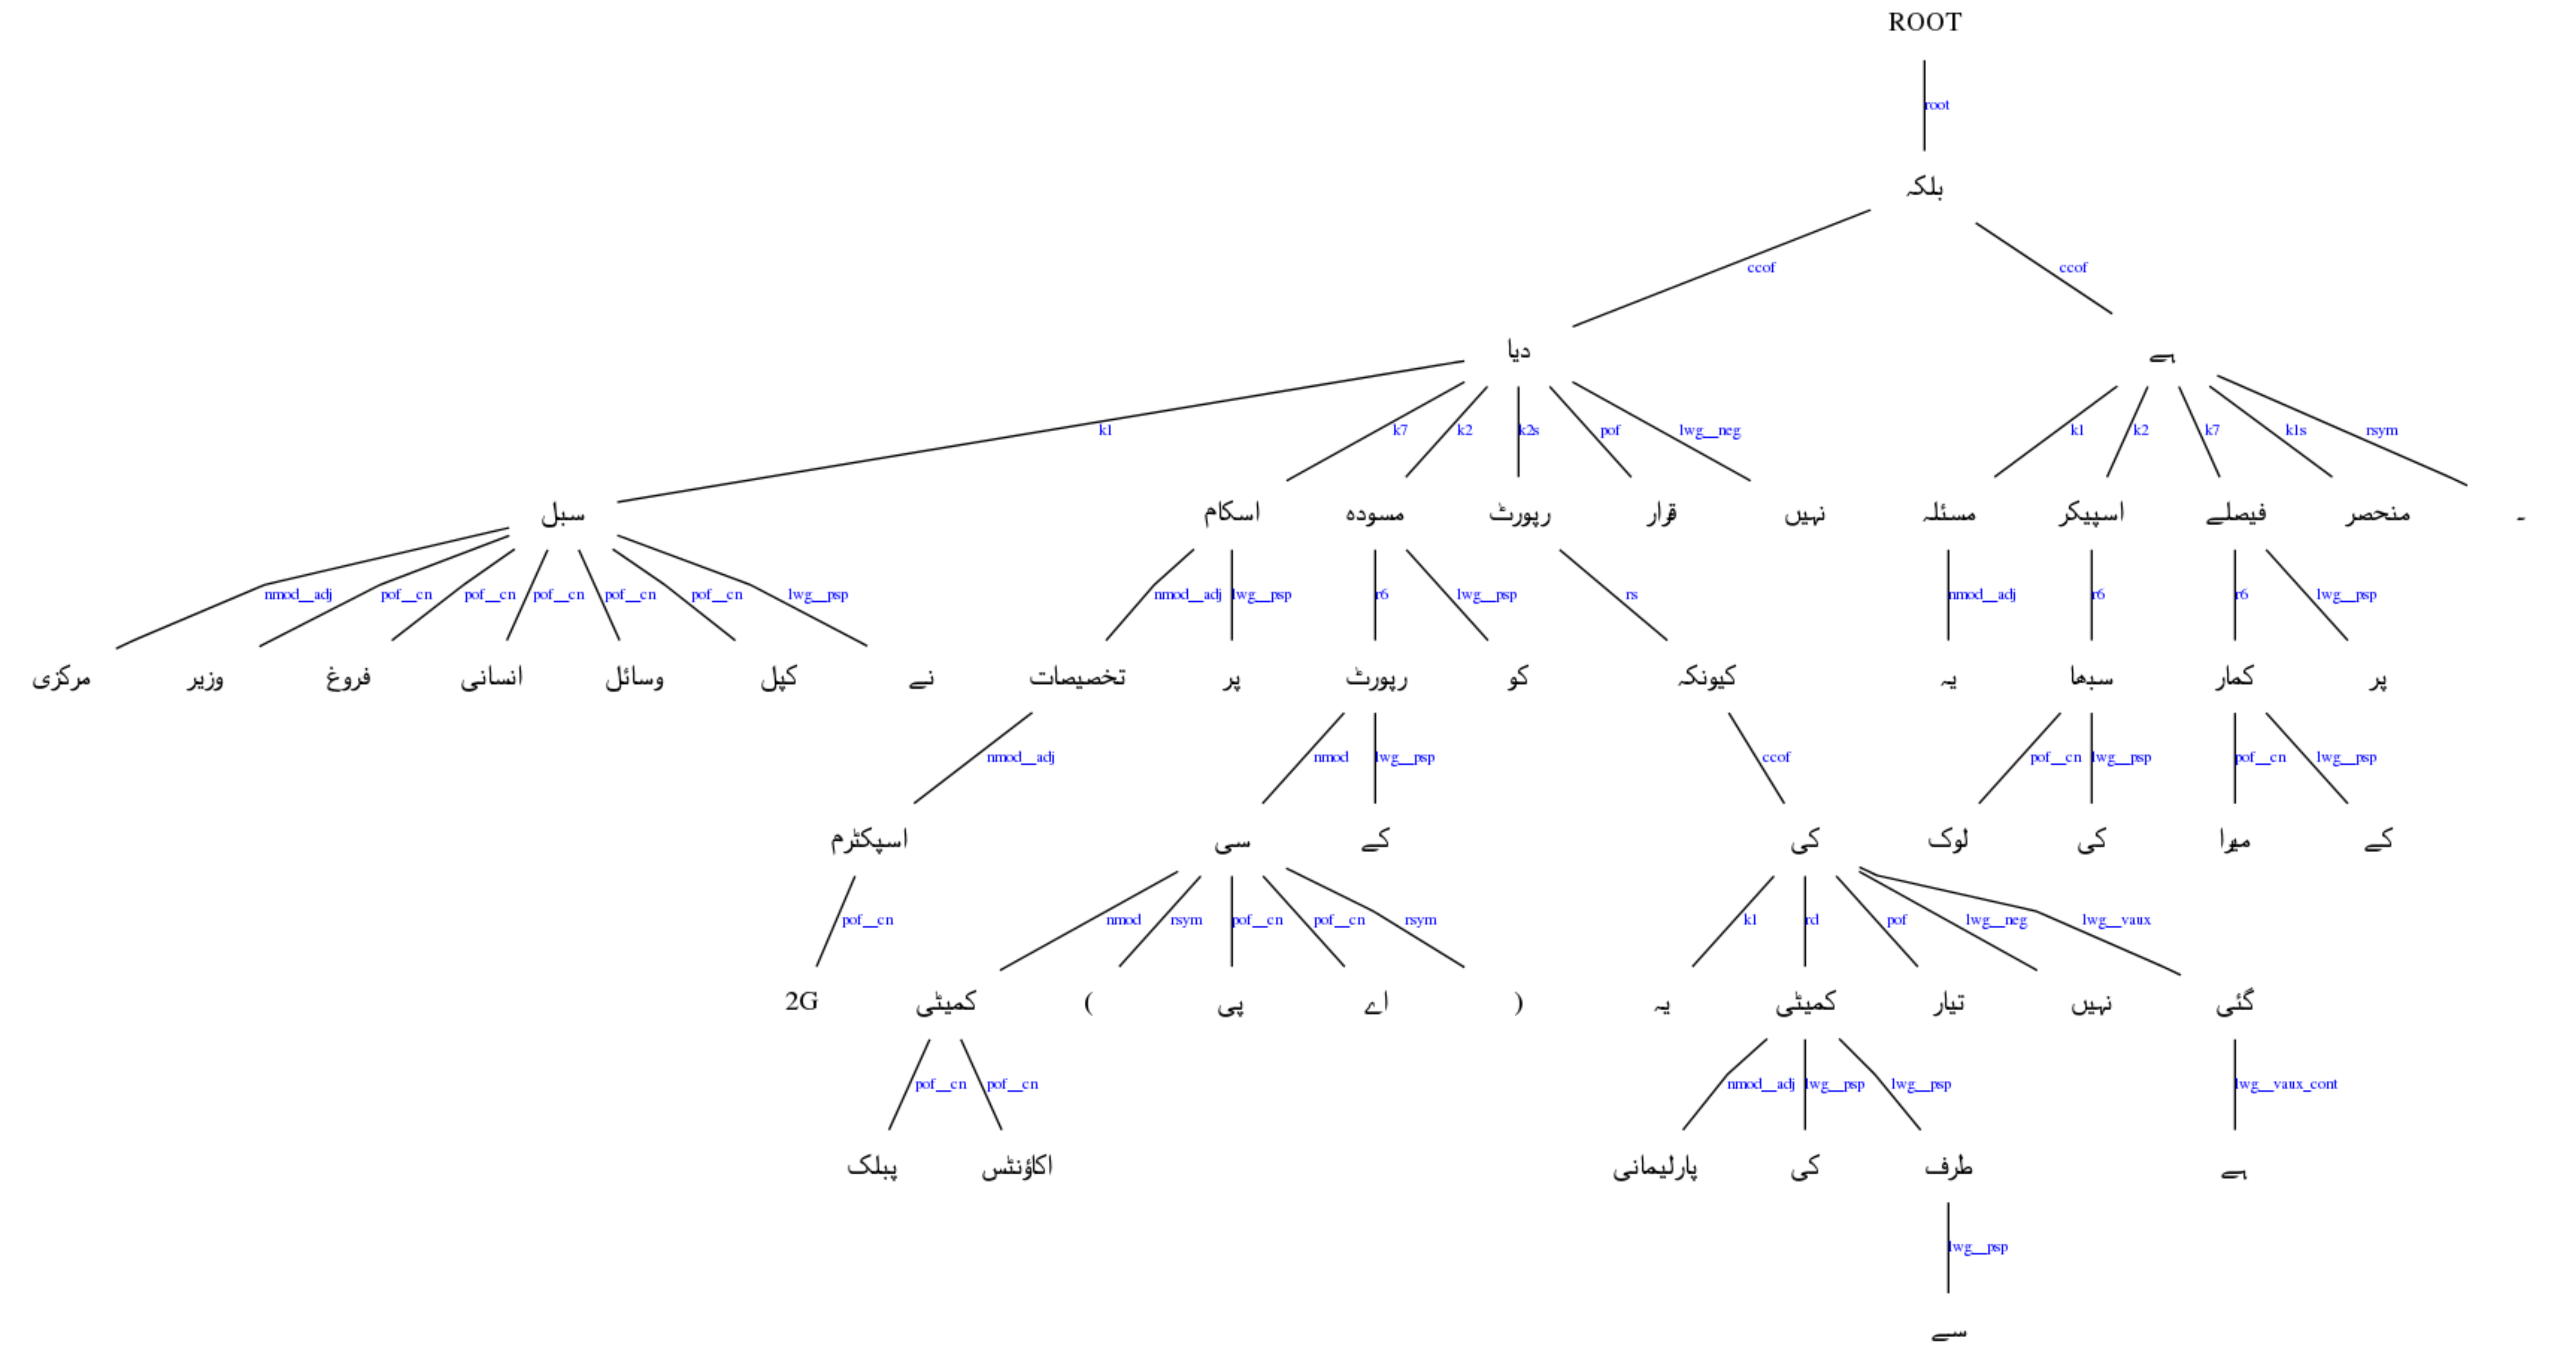 ROOT
root
بلکہ
ccof ccof
دیا ہے
k1 k7 k2 k2s pof lwg__neg k1 k2 k7 k1s rsym
سبل اسکام مسودہ رپورٹ قرار نہیں مسئلہ اسپیکر فیصلے منحصر ۔
nmod__adj pof__cn pof__cn pof__cn pof__cn pof__cn lwg__psp nmod__adj lwg__psp r6 lwg__psp rs nmod__adj r6 r6 lwg__psp
مرکزی وزیر فروغ انسانی وسائل کپل نے تخصیصات پر رپورٹ کو کیونکہ یہ سبھا کمار پر
nmod__adj nmod lwg__psp ccof pof__cn lwg__psp pof__cn lwg__psp
اسپکٹرم سی کے کی لوک کی میرا کے
pof__cn nmod rsym pof__cn pof__cn rsym k1 rd pof lwg__neg lwg__vaux
2G کمیٹی ( پی اے ) یہ کمیٹی تیار نہیں گئی
pof__cn pof__cn nmod__adj lwg__psp lwg__psp lwg__vaux_cont
پبلک اکاؤنٹس پارلیمانی کی طرف ہے
lwg__psp
سے